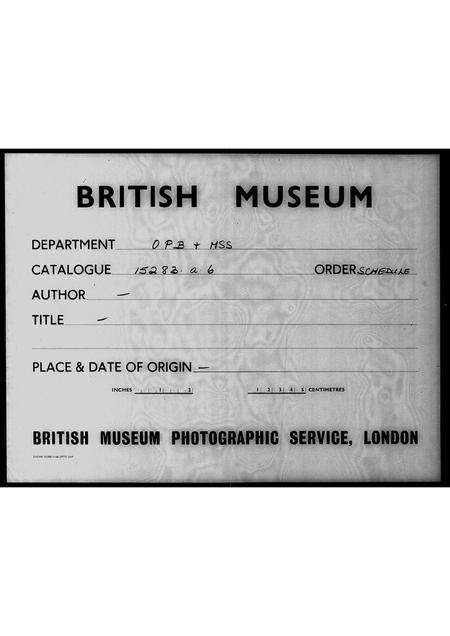 BRITISH MUSEUM
DEPARTMENT O.P.B + MSS
CATALOGUE 15283. a. 6 ORDER SCHEDULE
AUTHOR —
TITLE —
PLACE & DATE OF ORIGIN —
INCHES 1 2 1 2 3 4 5 CENTIMETRES
BRITISH MUSEUM PHOTOGRAPHIC SERVICE, LONDON